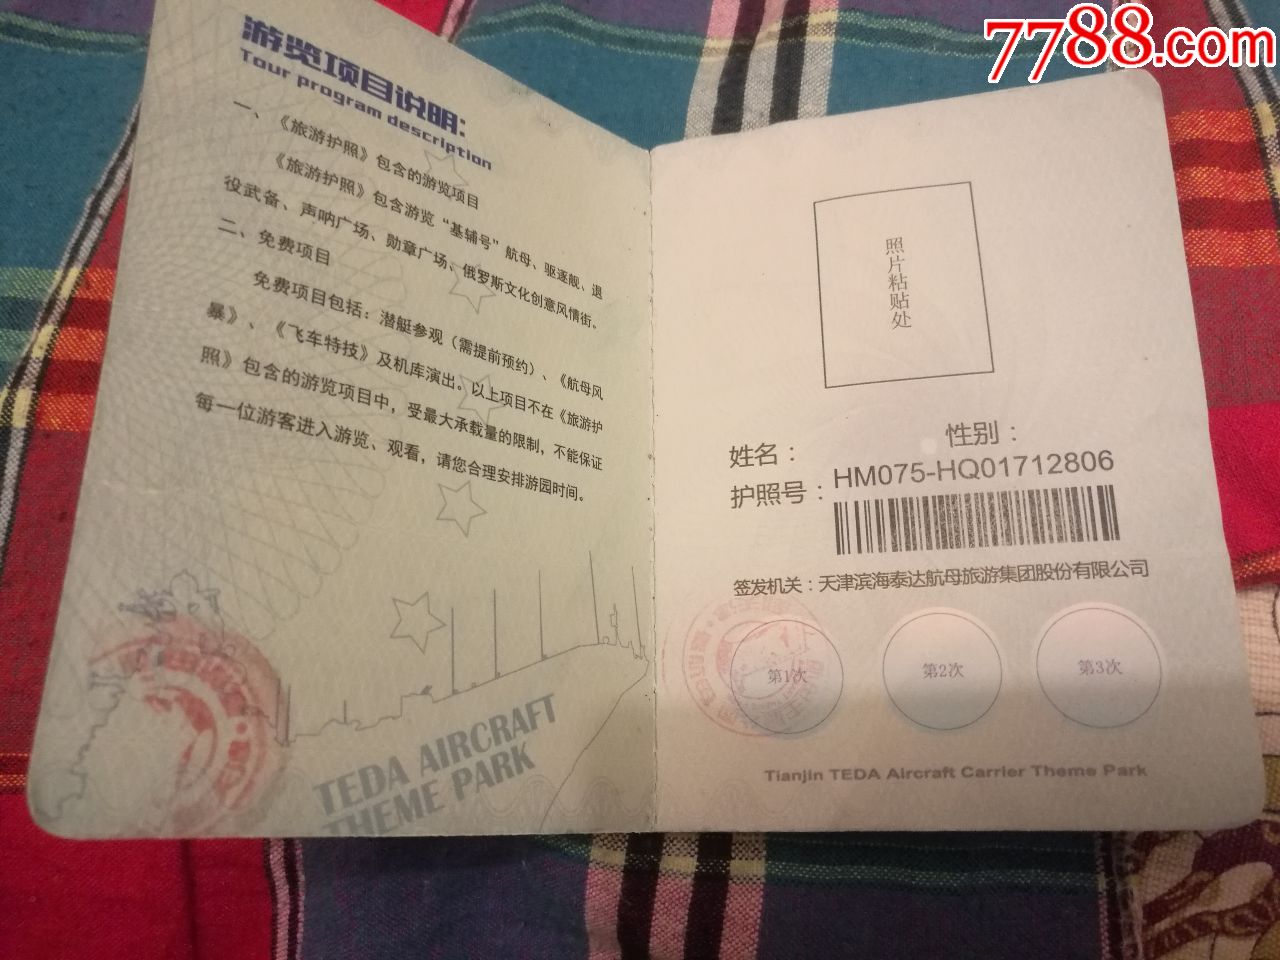 7788.com
游览项目说明:
Tour program description
一、《旅游护照》包含的游览项目
《旅游护照》包含游览“基辅号”航母、驱逐舰、退
役武备、声呐广场、勋章广场、俄罗斯文化创意风情街。
二、免费项目
免费项目包括：潜艇参观（需提前预约）、《航母风
暴》、《飞车特技》及机库演出。以上项目不在《旅游护
照》包含的游览项目中，受最大承载量的限制，不能保证
每一位游客进入游览、观看，请您合理安排游园时间。
TEDA AIRCRAFT
THEME PARK
照片粘贴处
姓名：
性别：
护照号：HM075-HQ01712806
签发机关：天津滨海泰达航母旅游集团股份有限公司
第1次
第2次
第3次
Tianjin TEDA Aircraft Carrier Theme Park